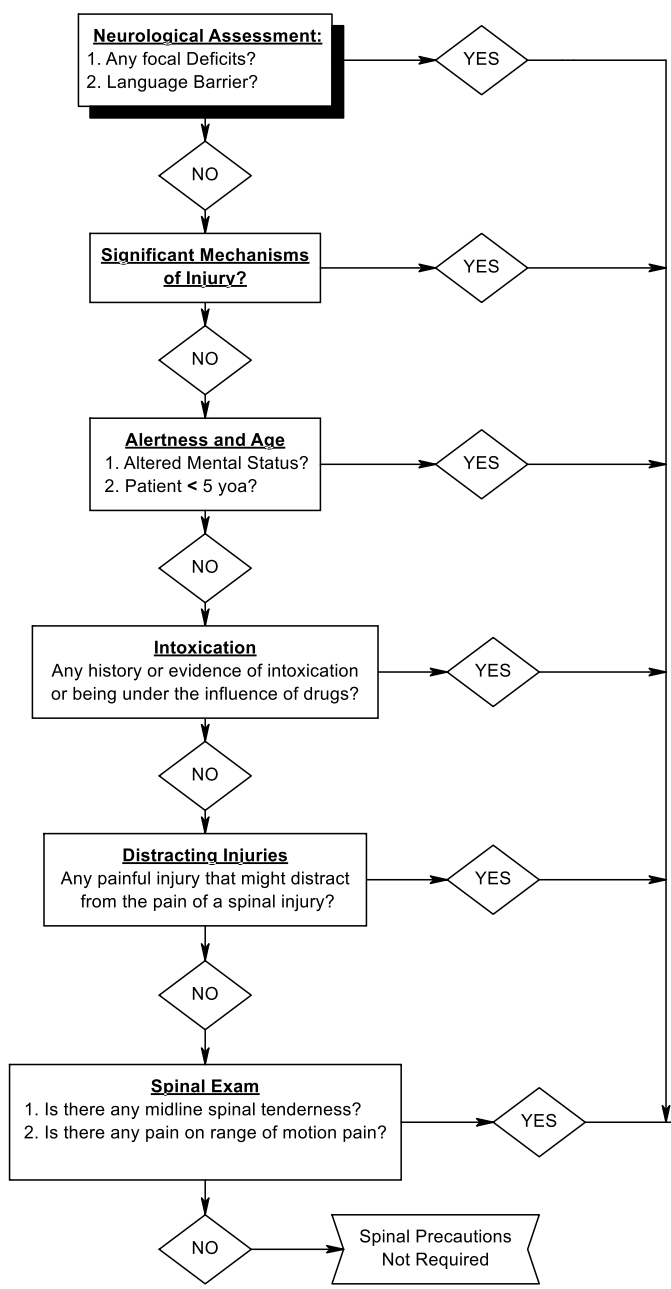 Neurological Assessment:
1. Any focal Deficits?
2. Language Barrier?
YES
NO
Significant Mechanisms
of Injury?
YES
NO
Alertness and Age
1. Altered Mental Status?
2. Patient < 5 yoa?
YES
NO
Intoxication
Any history or evidence of intoxication
or being under the influence of drugs?
YES
NO
Distracting Injuries
Any painful injury that might distract
from the pain of a spinal injury?
YES
NO
Spinal Exam
1. Is there any midline spinal tenderness?
2. Is there any pain on range of motion pain?
YES
NO
Spinal Precautions
Not Required